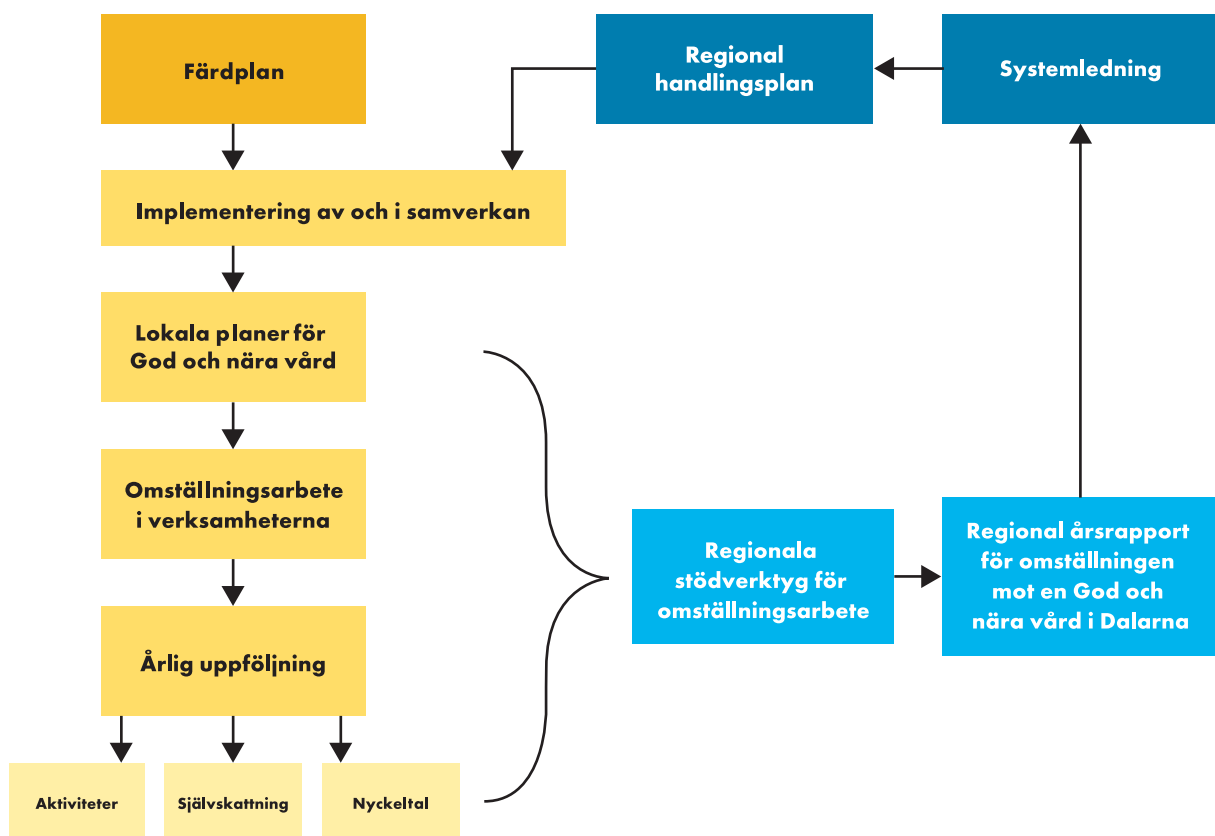 Färdplan
Regional
handlingsplan
Systemledning
Implementering av och i samverkan
Lokala planer för
God och nära vård
Omställningsarbete
i verksamheterna
Regionala
stödverktyg för
omställningsarbete
Regional årsrapport
för omställningen
mot en God och
nära vård i Dalarna
Årlig uppföljning
Aktiviteter
Självskattning
Nyckeltal